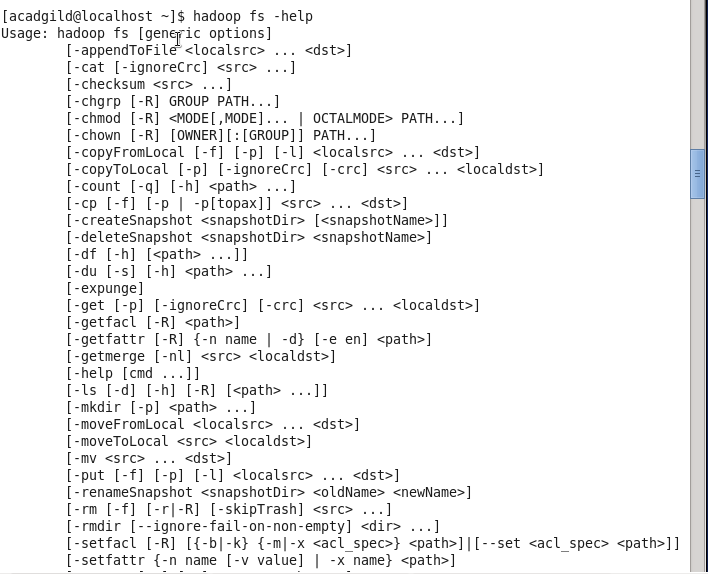 [acadgild@localhost ~]$ hadoop fs -help
Usage: hadoop fs [generic options]
[-appendToFile <localsrc> ... <dst>]
[-cat [-ignoreCrc] <src> ...]
[-checksum <src> ...]
[-chgrp [-R] GROUP PATH...]
[-chmod [-R] <MODE[,MODE]... | OCTALMODE> PATH...]
[-chown [-R] [OWNER][:[GROUP]] PATH...]
[-copyFromLocal [-f] [-p] [-l] <localsrc> ... <dst>]
[-copyToLocal [-p] [-ignoreCrc] [-crc] <src> ... <localdst>]
[-count [-q] [-h] <path> ...]
[-cp [-f] [-p | -p[topax]] <src> ... <dst>]
[-createSnapshot <snapshotDir> [<snapshotName>]]
[-deleteSnapshot <snapshotDir> <snapshotName>]
[-df [-h] [<path> ...]]
[-du [-s] [-h] <path> ...]
[-expunge]
[-get [-p] [-ignoreCrc] [-crc] <src> ... <localdst>]
[-getfacl [-R] <path>]
[-getfattr [-R] {-n name | -d} [-e en] <path>]
[-getmerge [-nl] <src> <localdst>]
[-help [cmd ...]]
[-ls [-d] [-h] [-R] [<path> ...]]
[-mkdir [-p] <path> ...]
[-moveFromLocal <localsrc> ... <dst>]
[-moveToLocal <src> <localdst>]
[-mv <src> ... <dst>]
[-put [-f] [-p] [-l] <localsrc> ... <dst>]
[-renameSnapshot <snapshotDir> <oldName> <newName>]
[-rm [-f] [-r|-R] [-skipTrash] <src> ...]
[-rmdir [--ignore-fail-on-non-empty] <dir> ...]
[-setfacl [-R] [{-b|-k} {-m|-x <acl_spec>} <path>]|[--set <acl_spec> <path>]]
[-setfattr {-n name [-v value] | -x name} <path>]